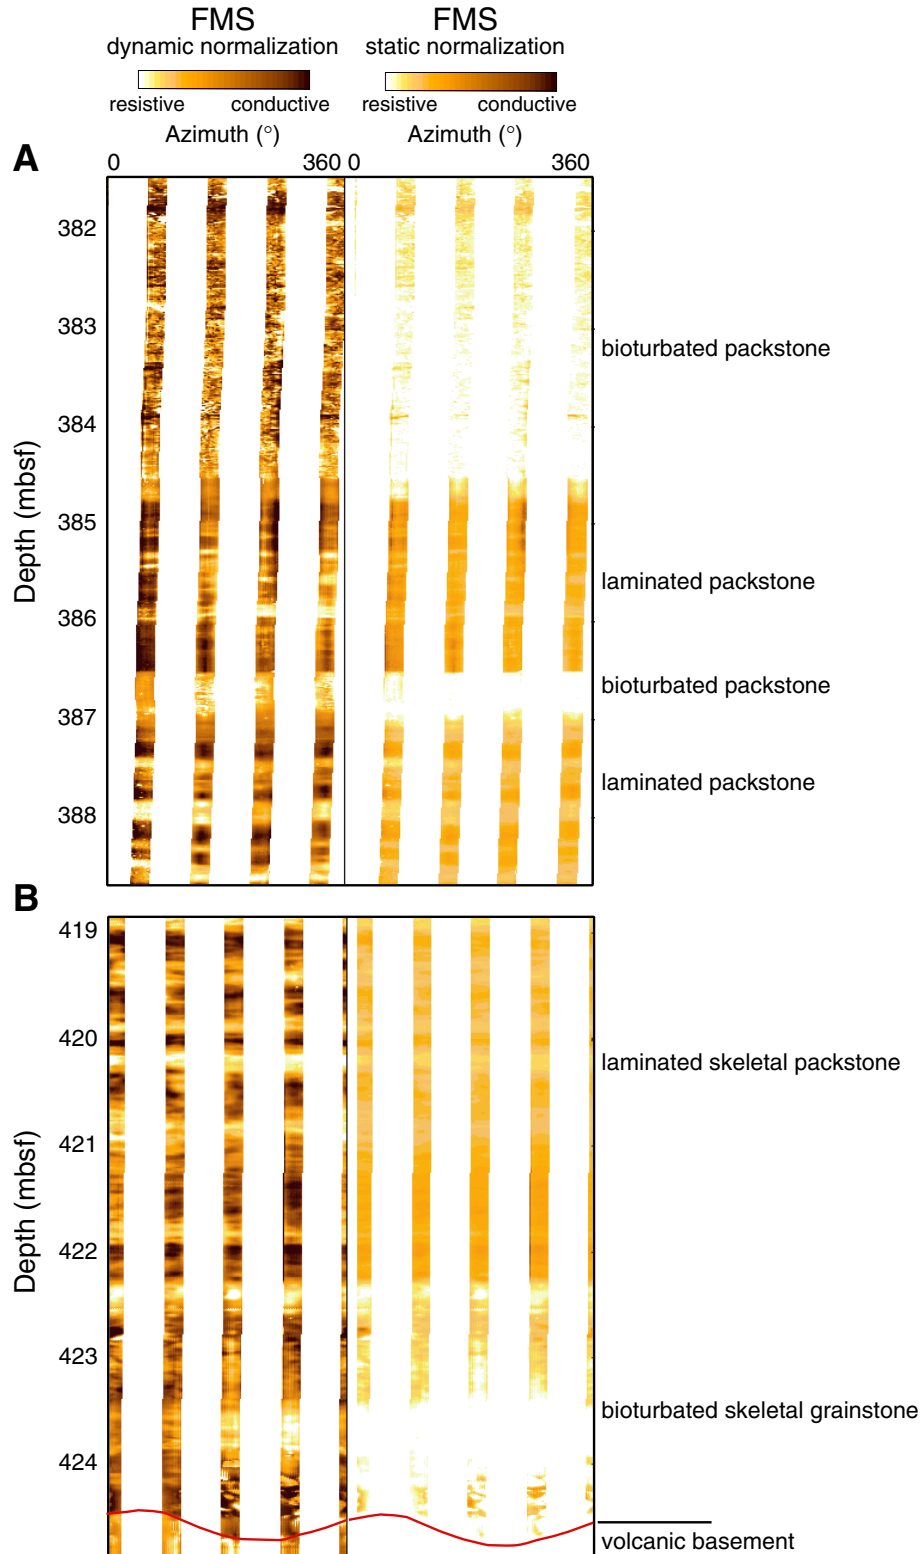 FMS
dynamic normalization
resistive conductive
Azimuth (°)
FMS
static normalization
resistive conductive
Azimuth (°)
A
0 360 0 360
Depth (mbsf)
382
383
bioturbated packstone
384
385
laminated packstone
386
bioturbated packstone
387
laminated packstone
388
B
Depth (mbsf)
419
420
laminated skeletal packstone
421
422
423
bioturbated skeletal grainstone
424
volcanic basement